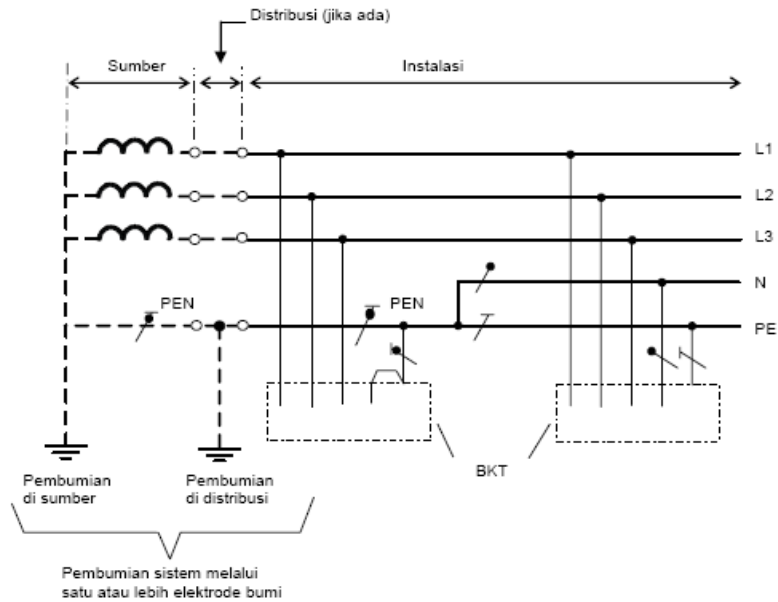 Distribusi (jika ada)
Sumber
Instalasi
L1
L2
L3
N
PEN
PEN
PE
BKT
Pembumian
di sumber
Pembumian
di distribusi
Pembumian sistem melalui
satu atau lebih elektrode bumi